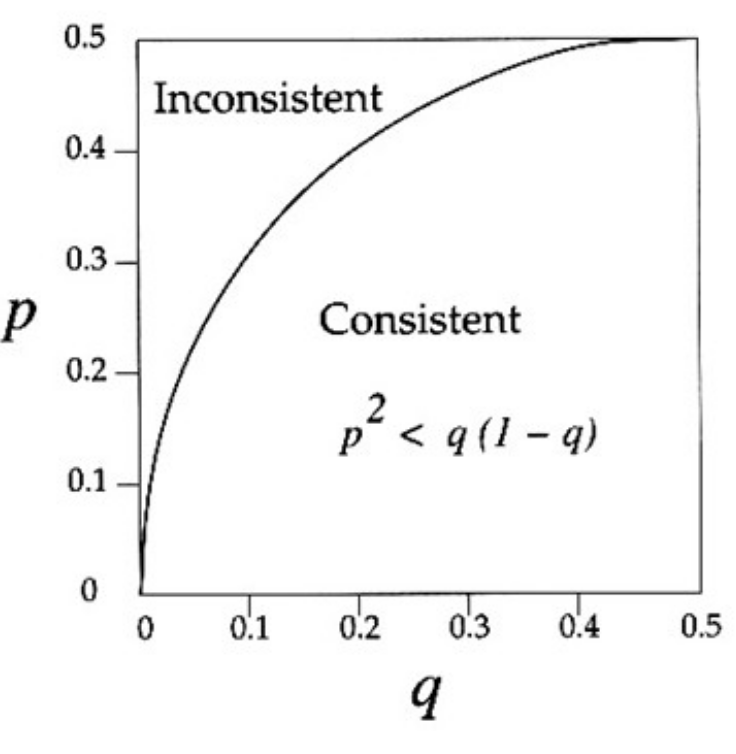 0.5
Inconsistent
0.4
0.3
p
Consistent
0.2
p² < q (1 − q)
0.1
0
0 0.1 0.2 0.3 0.4 0.5
q